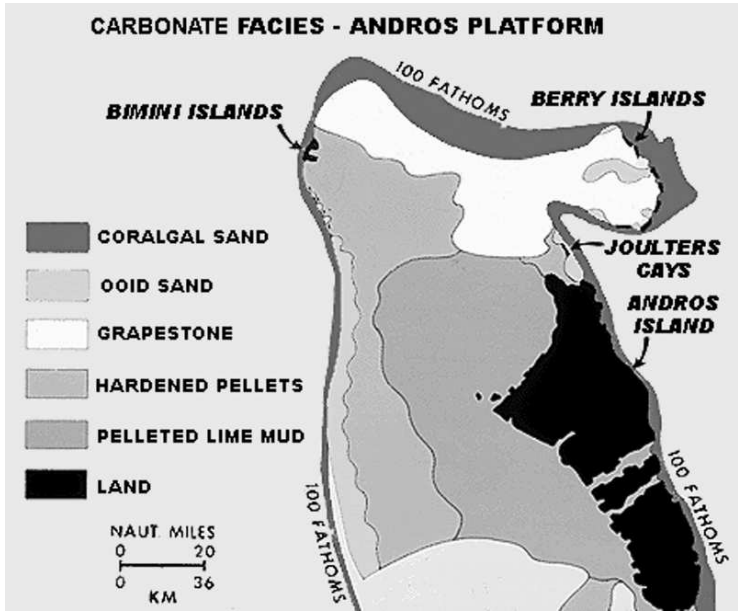 CARBONATE FACIES - ANDROS PLATFORM
100 FATHOMS
BERRY ISLANDS
BIMINI ISLANDS
CORALGAL SAND
OOID SAND
GRAPESTONE
HARDENED PELLETS
PELLETED LIME MUD
LAND
JOULTERS
CAYS
ANDROS
ISLAND
100 FATHOMS
100 FATHOMS
NAUT. MILES
0 20
0 36
KM